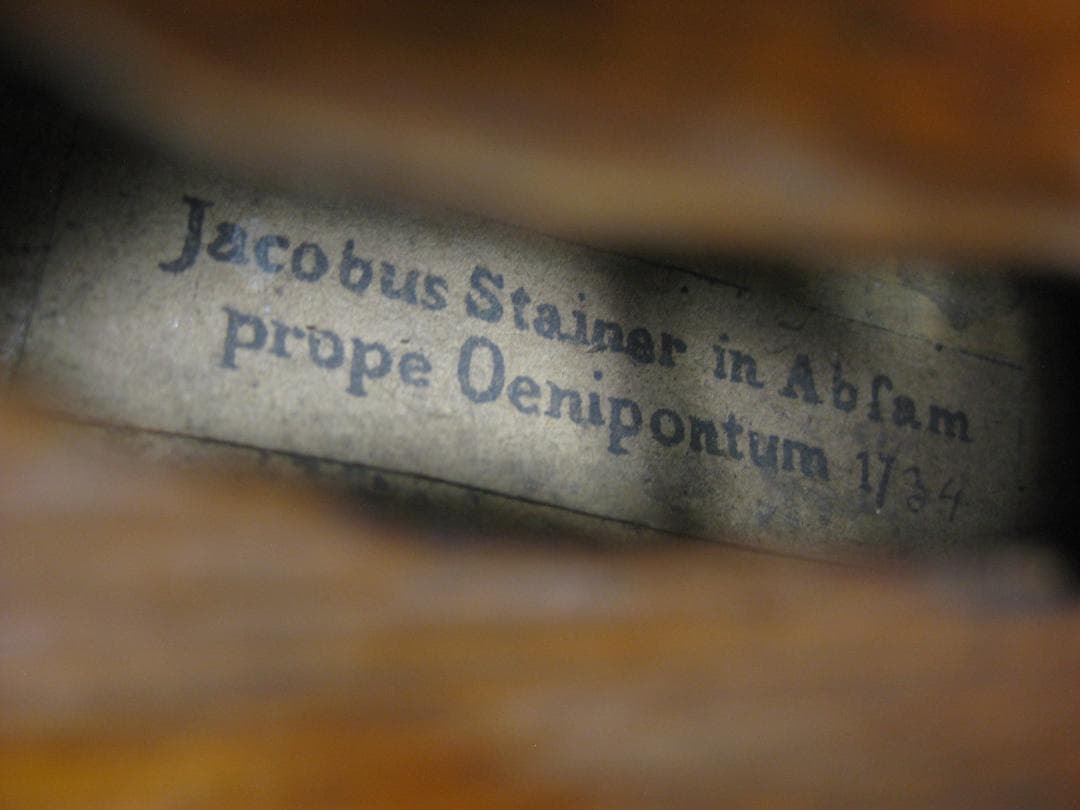 Jacobus Stainer in Abſam
prope Oenipontum 1734